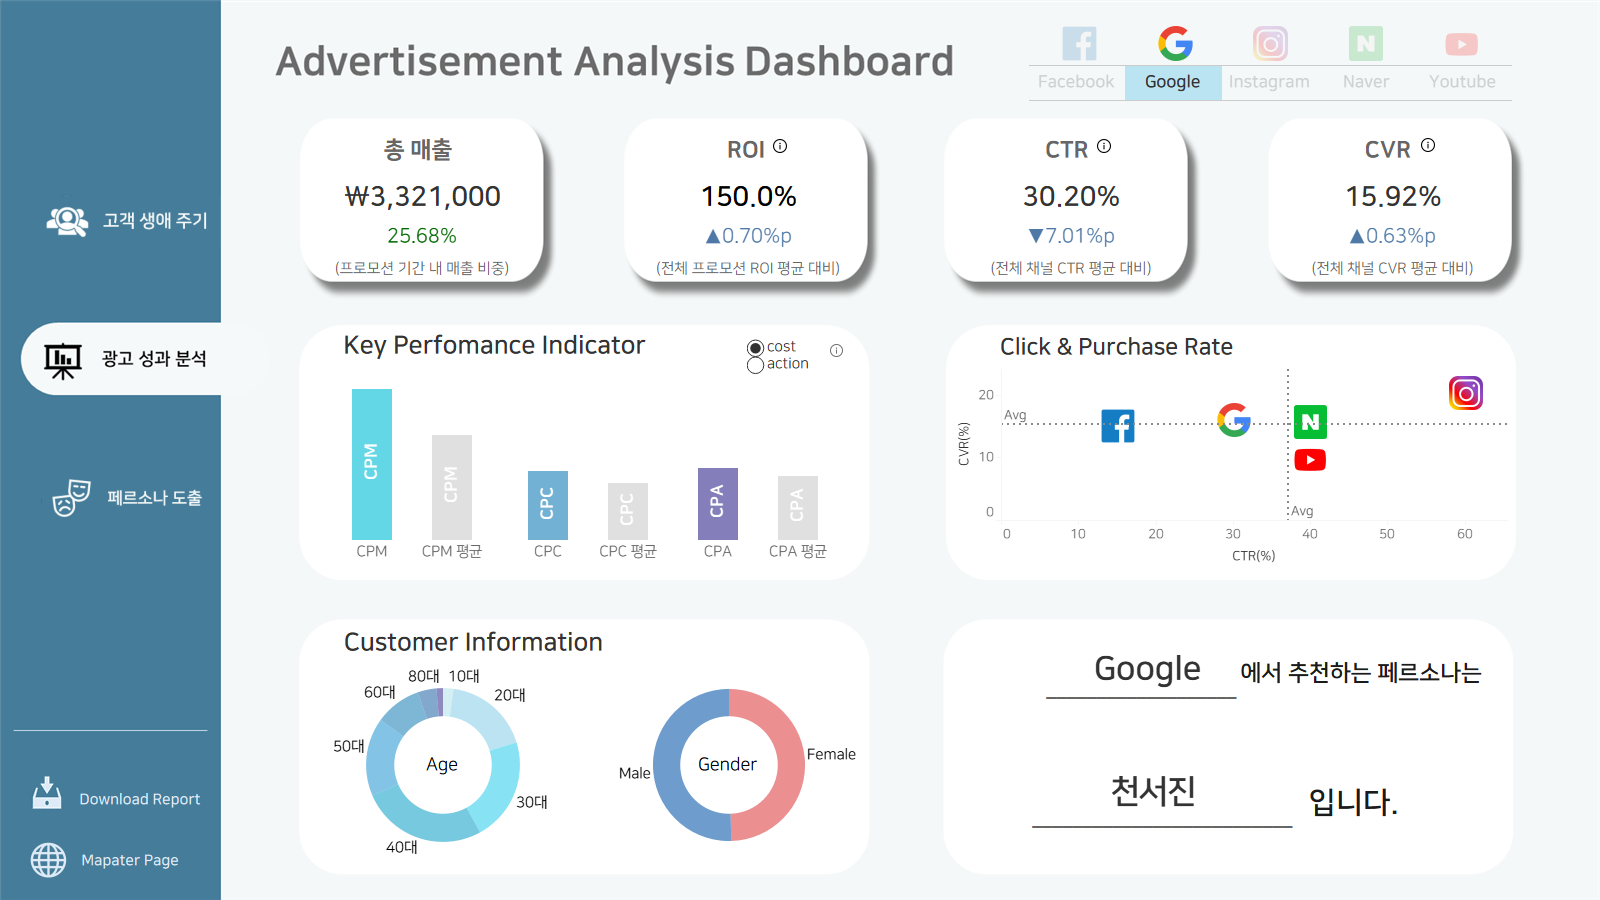 Advertisement Analysis Dashboard
Facebook
Google
Instagram
Naver
Youtube
고객 생애 주기
광고 성과 분석
페르소나 도출
Download Report
Mapater Page
총 매출
₩3,321,000
25.68%
(프로모션 기간 내 매출 비중)
ROI
150.0%
▲0.70%p
(전체 프로모션 ROI 평균 대비)
CTR
30.20%
▼7.01%p
(전체 채널 CTR 평균 대비)
CVR
15.92%
▲0.63%p
(전체 채널 CVR 평균 대비)
Key Perfomance Indicator
cost
action
CPM
CPM
CPC
CPC
CPA
CPA
CPM
CPM 평균
CPC
CPC 평균
CPA
CPA 평균
Click & Purchase Rate
CVR(%)
20
10
0
Avg
Avg
0
10
20
30
40
50
60
CTR(%)
Customer Information
80대
10대
60대
20대
50대
30대
40대
Age
Male
Gender
Female
Google 에서 추천하는 페르소나는
천서진 입니다.